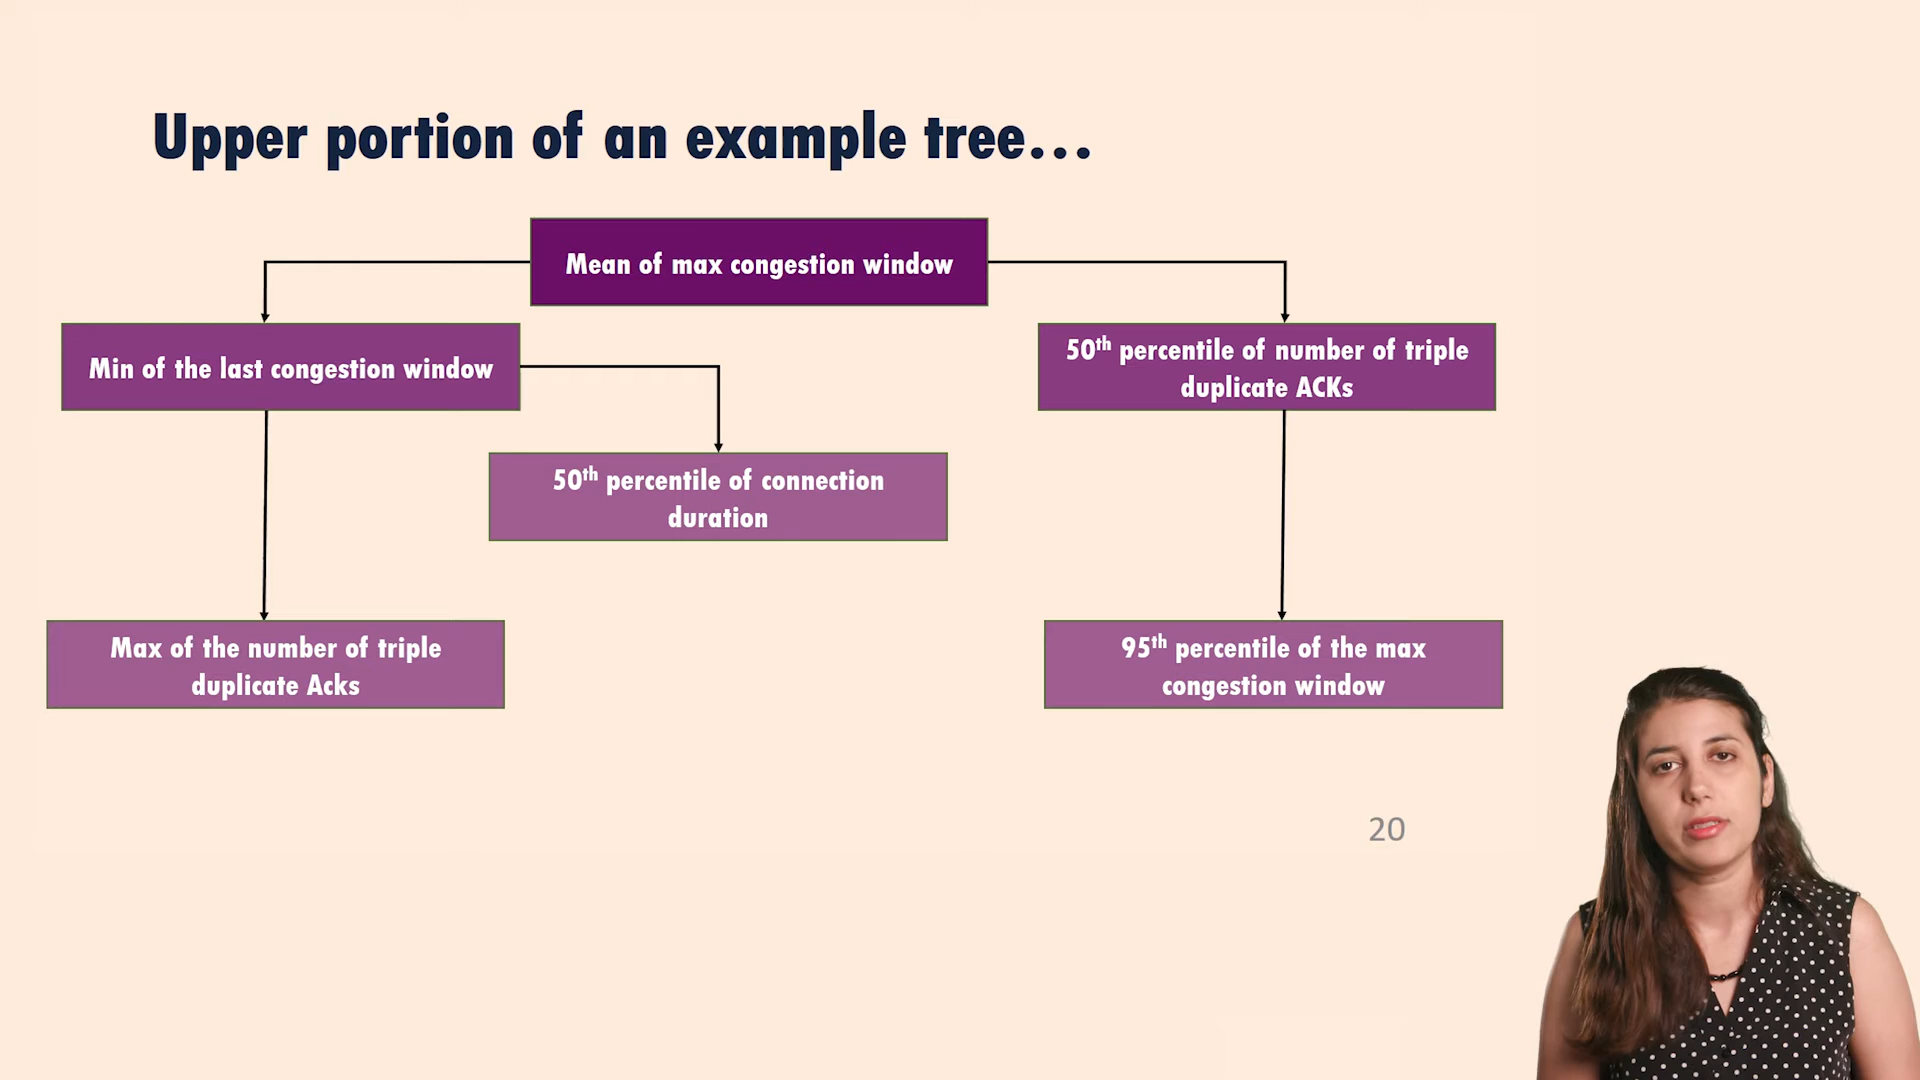 Upper portion of an example tree...
Mean of max congestion window
Min of the last congestion window
50th percentile of number of triple
duplicate ACKs
50th percentile of connection
duration
Max of the number of triple
duplicate Acks
95th percentile of the max
congestion window
20